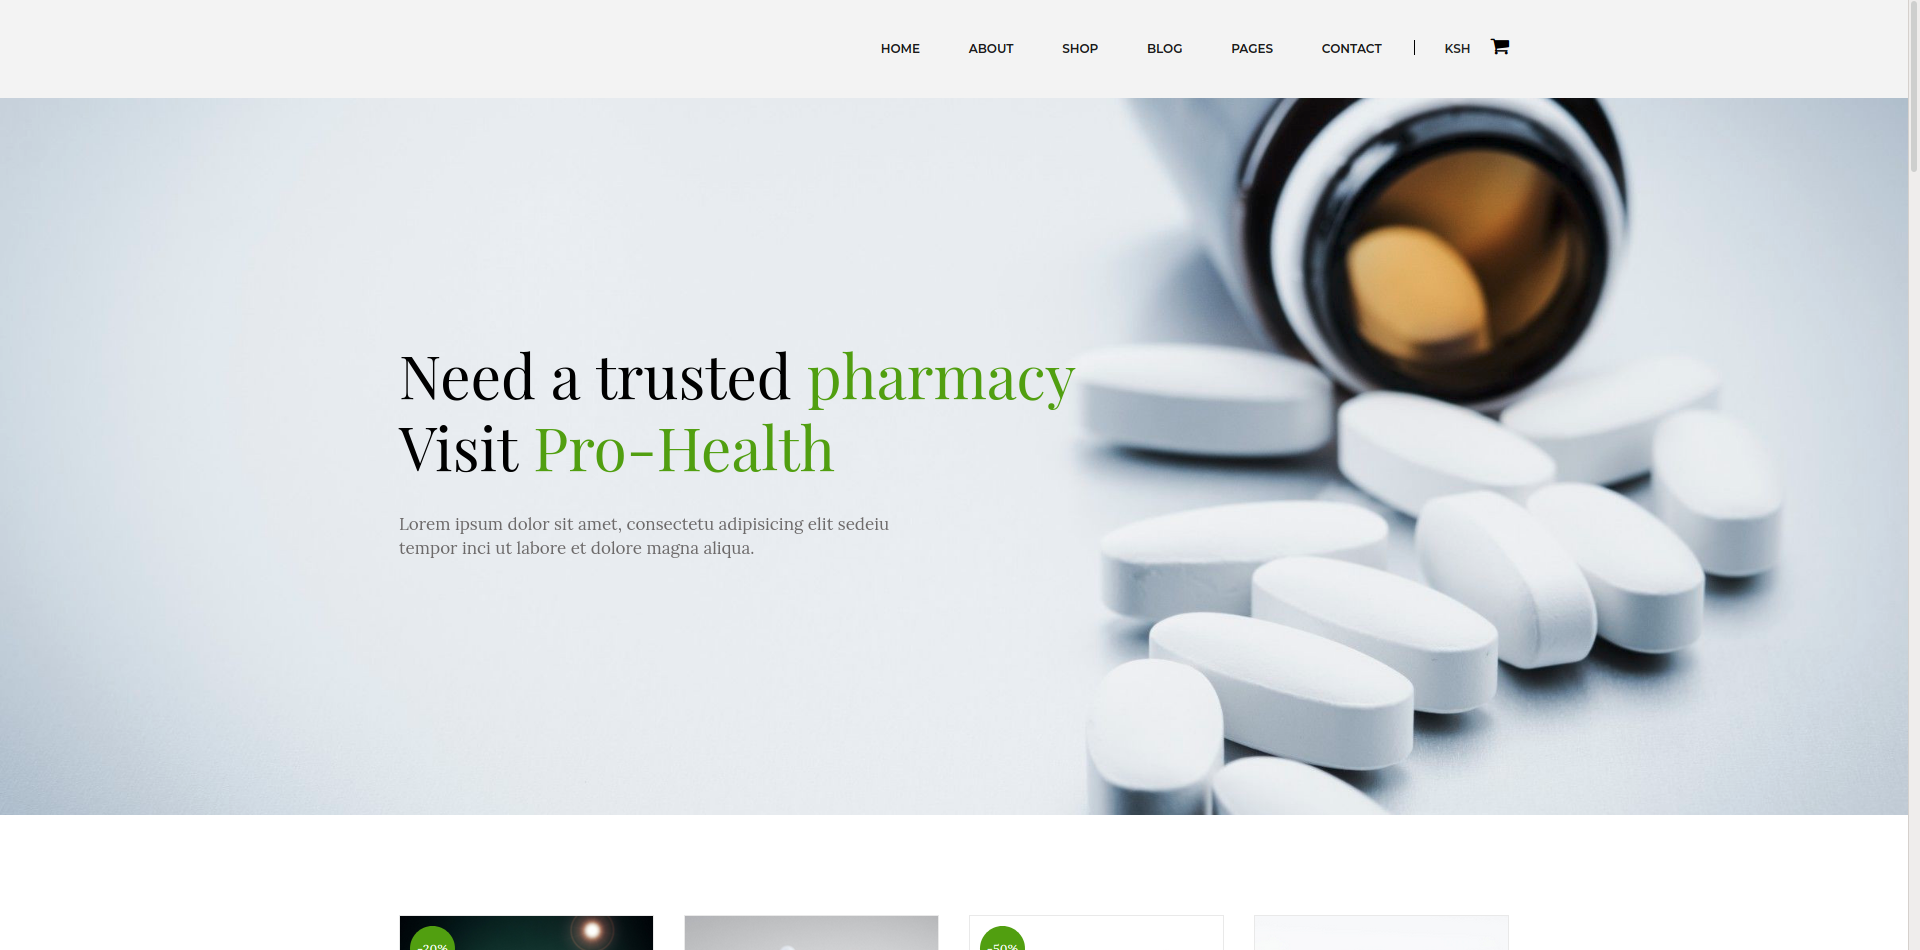 HOME ABOUT SHOP BLOG PAGES CONTACT KSH
Need a trusted pharmacy
Visit Pro-Health
Lorem ipsum dolor sit amet, consectetu adipisicing elit sedeiu
tempor inci ut labore et dolore magna aliqua.
-20% -50%